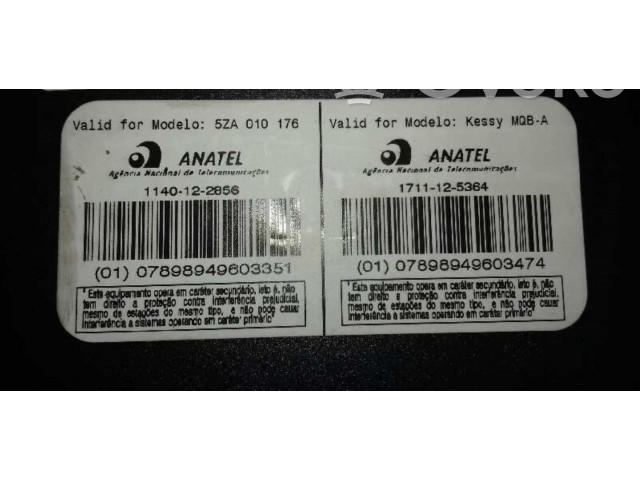 Valid for Modelo: 5ZA 010 176
ANATEL
Agência Nacional de Telecomunicações
1140-12-2856
(01) 07898949603351
"Este equipamento opera em caráter secundário, isto é, não
tem direito a proteção contra interferência prejudicial,
mesmo de estações do mesmo tipo, e não pode causar
interferência a sistemas operando em caráter primário"
Valid for Modelo: Kessy MQB-A
ANATEL
Agência Nacional de Telecomunicações
1711-12-5364
(01) 07898949603474
"Este equipamento opera em caráter secundário, isto é, não
tem direito a proteção contra interferência prejudicial,
mesmo de estações do mesmo tipo, e não pode causar
interferência a sistemas operando em caráter primário"